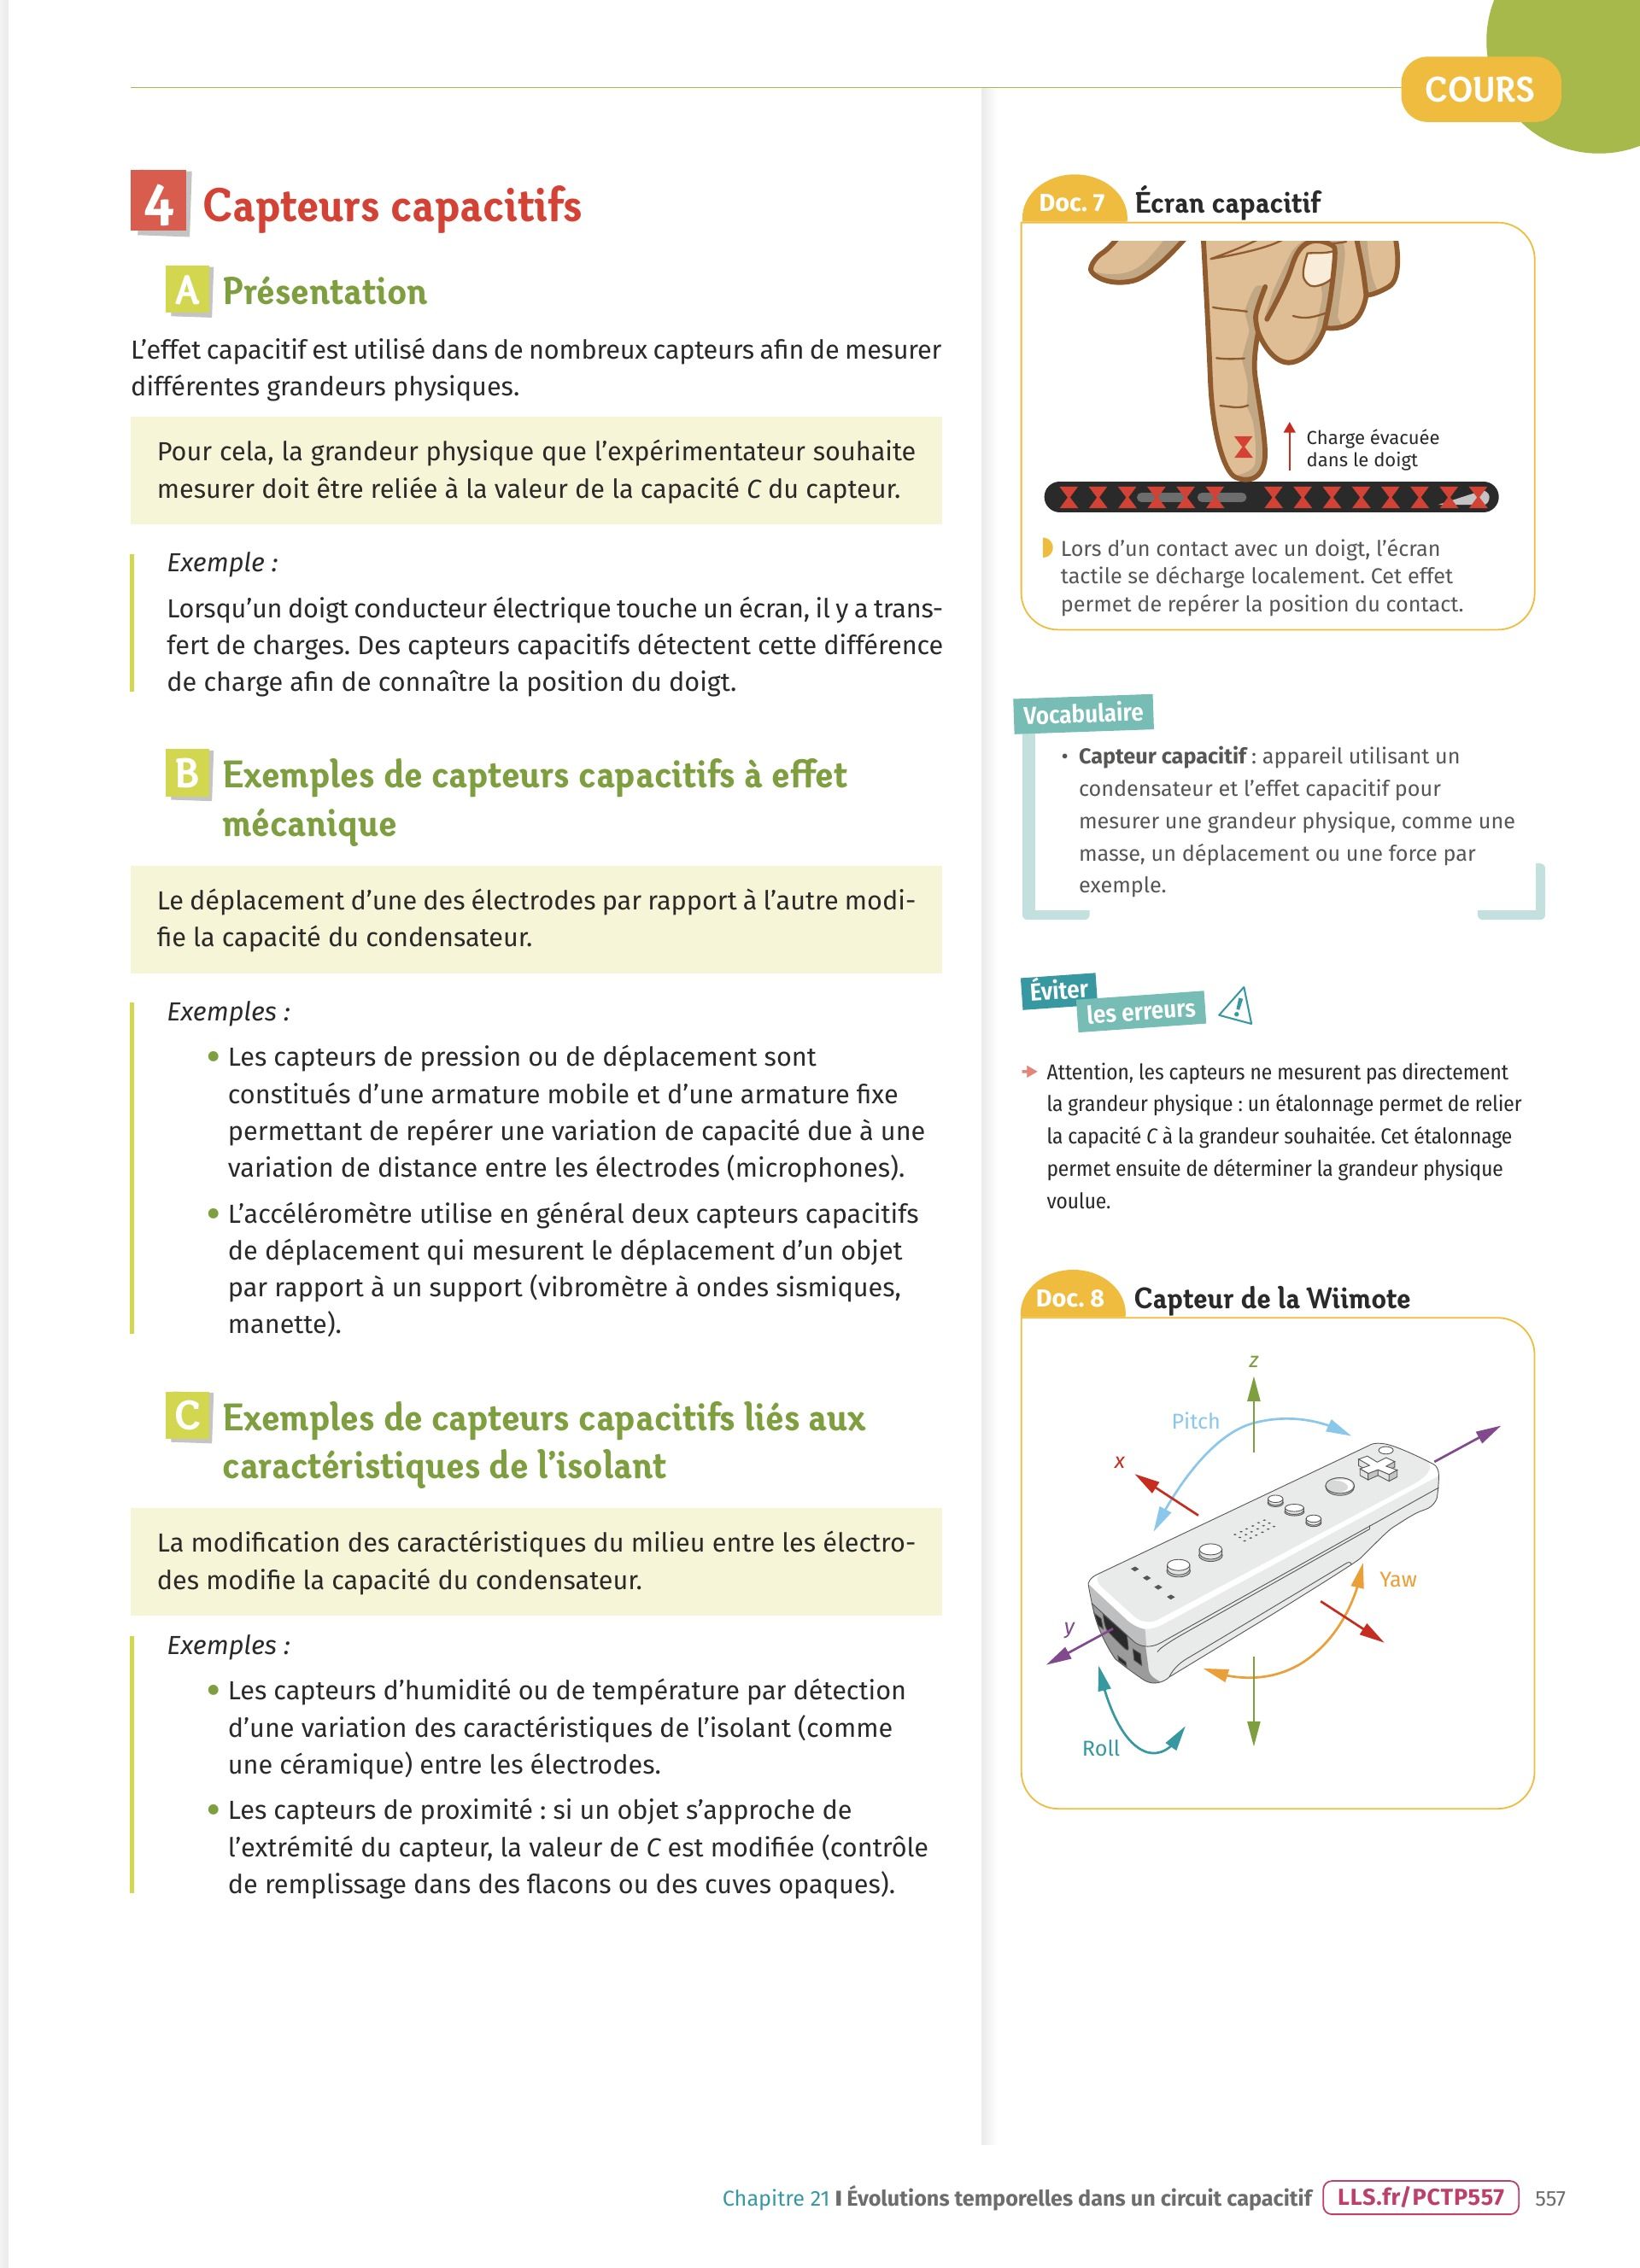 COURS
4 Capteurs capacitifs
A Présentation
L’effet capacitif est utilisé dans de nombreux capteurs afin de mesurer
différentes grandeurs physiques.
Pour cela, la grandeur physique que l’expérimentateur souhaite
mesurer doit être reliée à la valeur de la capacité C du capteur.
Exemple :
Lorsqu’un doigt conducteur électrique touche un écran, il y a trans-
fert de charges. Des capteurs capacitifs détectent cette différence
de charge afin de connaître la position du doigt.
B Exemples de capteurs capacitifs à effet
mécanique
Le déplacement d’une des électrodes par rapport à l’autre modi-
fie la capacité du condensateur.
Exemples :
• Les capteurs de pression ou de déplacement sont
constitués d’une armature mobile et d’une armature fixe
permettant de repérer une variation de capacité due à une
variation de distance entre les électrodes (microphones).
• L’accéléromètre utilise en général deux capteurs capacitifs
de déplacement qui mesurent le déplacement d’un objet
par rapport à un support (vibromètre à ondes sismiques,
manette).
C Exemples de capteurs capacitifs liés aux
caractéristiques de l’isolant
La modification des caractéristiques du milieu entre les électro-
des modifie la capacité du condensateur.
Exemples :
• Les capteurs d’humidité ou de température par détection
d’une variation des caractéristiques de l’isolant (comme
une céramique) entre les électrodes.
• Les capteurs de proximité : si un objet s’approche de
l’extrémité du capteur, la valeur de C est modifiée (contrôle
de remplissage dans des flacons ou des cuves opaques).
Doc. 7 Écran capacitif
Charge évacuée
dans le doigt
Lors d’un contact avec un doigt, l’écran
tactile se décharge localement. Cet effet
permet de repérer la position du contact.
Vocabulaire
• Capteur capacitif : appareil utilisant un
condensateur et l’effet capacitif pour
mesurer une grandeur physique, comme une
masse, un déplacement ou une force par
exemple.
Éviter
les erreurs
Attention, les capteurs ne mesurent pas directement
la grandeur physique : un étalonnage permet de relier
la capacité C à la grandeur souhaitée. Cet étalonnage
permet ensuite de déterminer la grandeur physique
voulue.
Doc. 8 Capteur de la Wiimote
z
Pitch
x
Yaw
y
Roll
Chapitre 21 I Évolutions temporelles dans un circuit capacitif LLS.fr/PCTP557 557